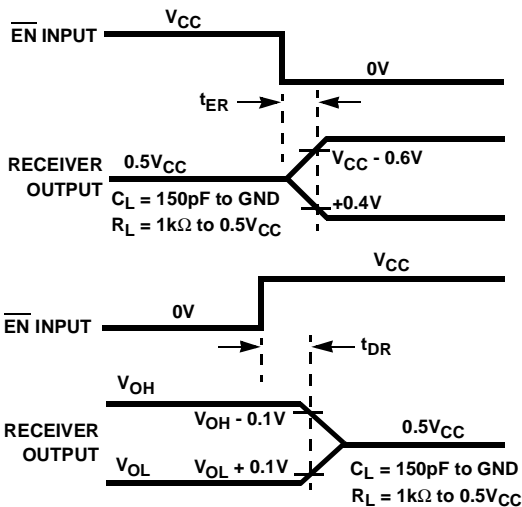 V_CC
E̅N̅ INPUT
0V
t_ER
RECEIVER
OUTPUT
0.5V_CC
V_CC - 0.6V
+0.4V
C_L = 150pF to GND
R_L = 1kΩ to 0.5V_CC
V_CC
E̅N̅ INPUT
0V
t_DR
V_OH
V_OH - 0.1V
RECEIVER
OUTPUT
0.5V_CC
V_OL
V_OL + 0.1V
C_L = 150pF to GND
R_L = 1kΩ to 0.5V_CC